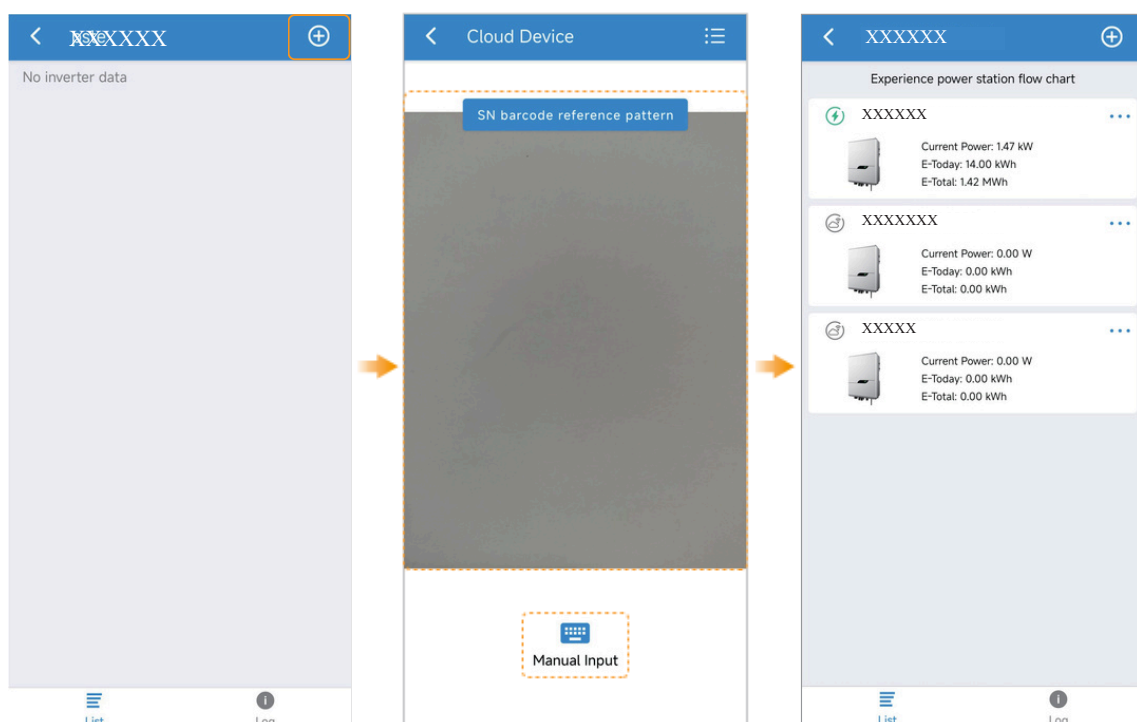 XXXXXX
No inverter data
List
Log
Cloud Device
SN barcode reference pattern
Manual Input
XXXXXX
Experience power station flow chart
XXXXXX
Current Power: 1.47 kW
E-Today: 14.00 kWh
E-Total: 1.42 MWh
XXXXXXX
Current Power: 0.00 W
E-Today: 0.00 kWh
E-Total: 0.00 kWh
XXXXX
Current Power: 0.00 W
E-Today: 0.00 kWh
E-Total: 0.00 kWh
List
Log